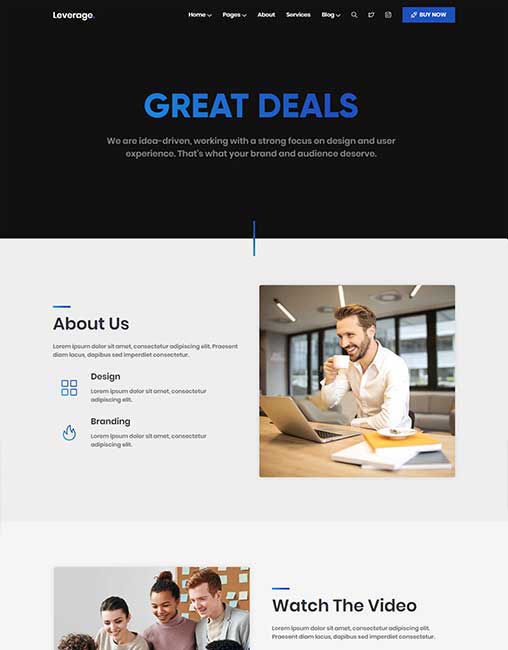 Leverage.
Home Pages About Services Blog BUY NOW
GREAT DEALS
We are idea-driven, working with a strong focus on design and user
experience. That's what your brand and audience deserve.
About Us
Lorem ipsum dolor sit amet, consectetur adipiscing elit. Praesent
diam lacus, dapibus sed imperdiet consectetur.
Design
Lorem ipsum dolor sit amet, consectetur
adipiscing elit.
Branding
Lorem ipsum dolor sit amet, consectetur
adipiscing elit.
Watch The Video
Lorem ipsum dolor sit amet, consectetur adipiscing elit. Praesent
diam lacus, dapibus sed imperdiet consectetur.